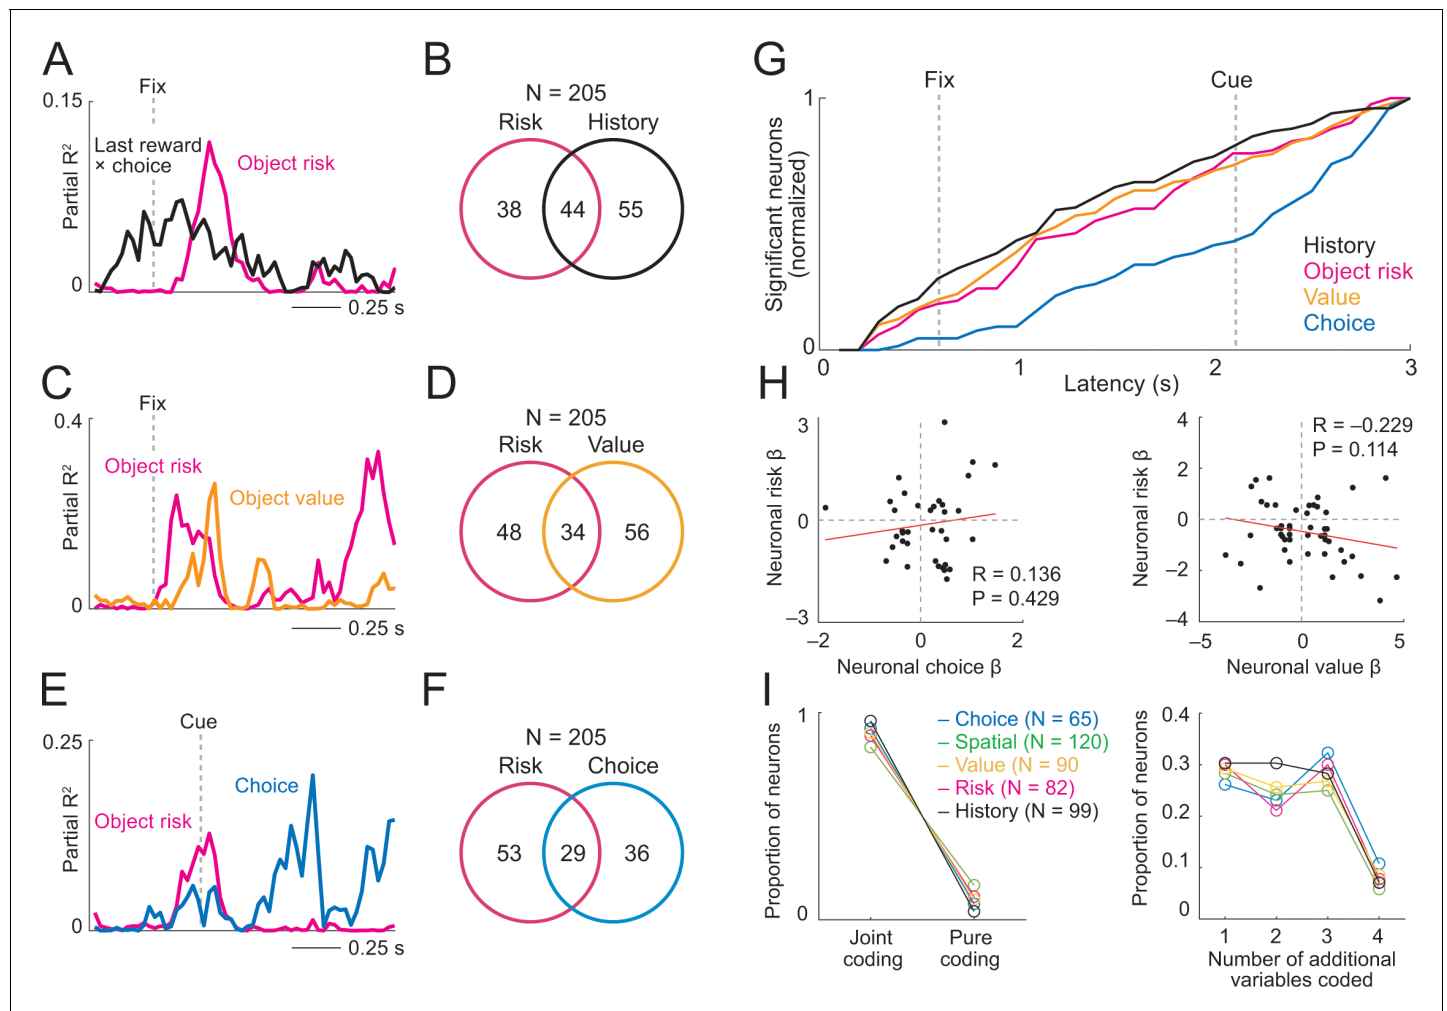 A
Fix
0.15
Last reward
× choice
Object risk
Partial R²
0
0.25 s
B
N = 205
Risk History
38 44 55
C
Fix
0.4
Object risk
Object value
Partial R²
0
0.25 s
D
N = 205
Risk Value
48 34 56
E
Cue
0.25
Choice
Object risk
Partial R²
0
0.25 s
F
N = 205
Risk Choice
53 29 36
G
Fix Cue
1
Significant neurons
(normalized)
History
Object risk
Value
Choice
0
0 1 2 3
Latency (s)
H
3
Neuronal risk β
0
R = 0.136
P = 0.429
–3
–2 0 2
Neuronal choice β
4
R = –0.229
P = 0.114
2
Neuronal risk β
0
–2
–4
–5 0 5
Neuronal value β
I
1
Proportion of neurons
– Choice (N = 65)
– Spatial (N = 120)
– Value (N = 90
– Risk (N = 82)
– History (N = 99)
0
Joint
coding
Pure
coding
0.4
0.3
Proportion of neurons
0.2
0.1
0
1 2 3 4
Number of additional
variables coded